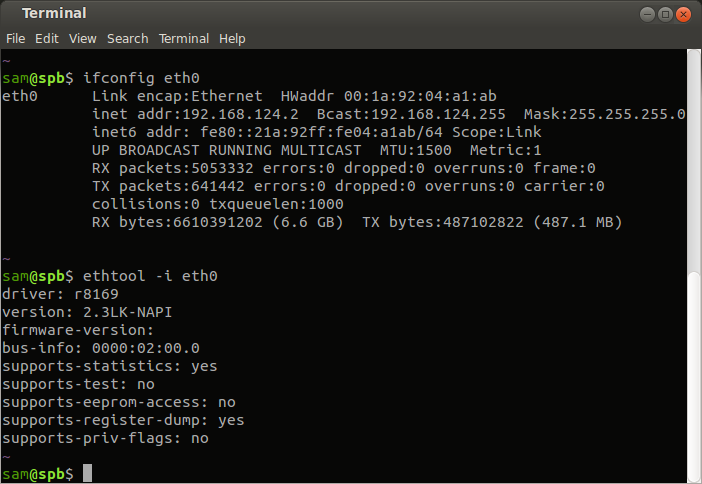 Terminal
File Edit View Search Terminal Help
~
sam@spb$ ifconfig eth0
eth0      Link encap:Ethernet  HWaddr 00:1a:92:04:a1:ab
          inet addr:192.168.124.2  Bcast:192.168.124.255  Mask:255.255.255.0
          inet6 addr: fe80::21a:92ff:fe04:a1ab/64 Scope:Link
          UP BROADCAST RUNNING MULTICAST  MTU:1500  Metric:1
          RX packets:5053332 errors:0 dropped:0 overruns:0 frame:0
          TX packets:641442 errors:0 dropped:0 overruns:0 carrier:0
          collisions:0 txqueuelen:1000
          RX bytes:6610391202 (6.6 GB)  TX bytes:487102822 (487.1 MB)
~
sam@spb$ ethtool -i eth0
driver: r8169
version: 2.3LK-NAPI
firmware-version:
bus-info: 0000:02:00.0
supports-statistics: yes
supports-test: no
supports-eeprom-access: no
supports-register-dump: yes
supports-priv-flags: no
~
sam@spb$